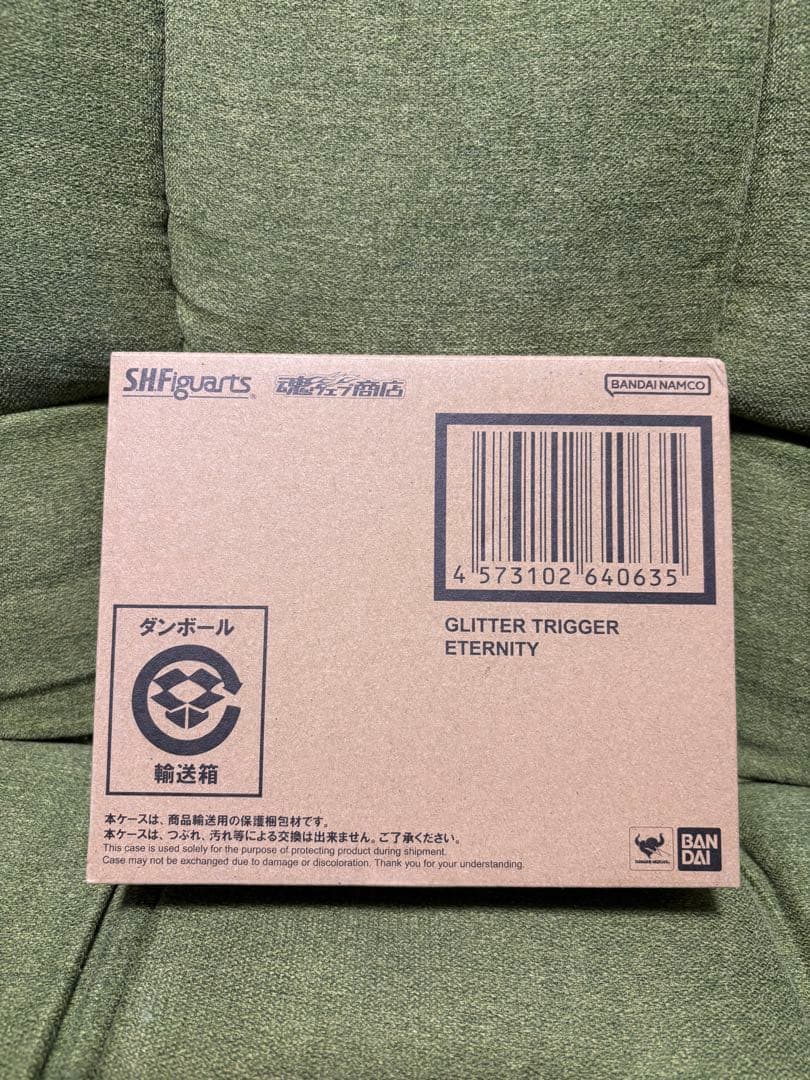 S.H.Figuarts
魂ウェブ商店
BANDAI NAMCO
4 573102 640635
GLITTER TRIGGER
ETERNITY
ダンボール
輸送箱
本ケースは、商品輸送用の保護梱包材です。
本ケースは、つぶれ、汚れ等による交換は出来ません。ご了承ください。
This case is used solely for the purpose of protecting product during shipment.
Case may not be exchanged due to damage or discoloration. Thank you for your understanding.
BAN
DAI